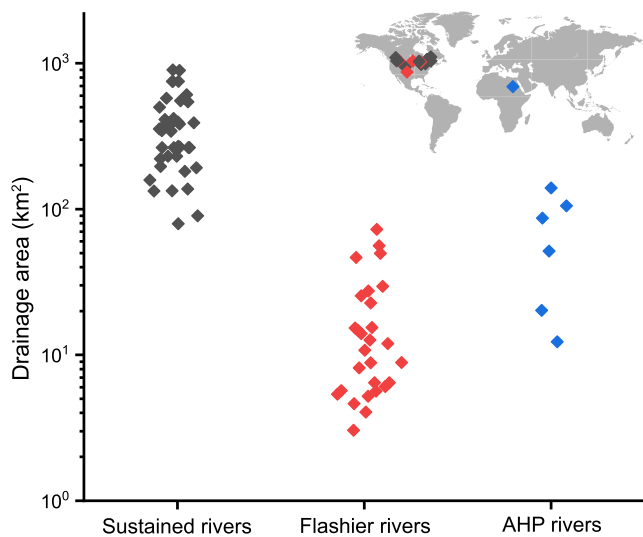 Drainage area (km²)
10³
10²
10¹
10⁰
Sustained rivers
Flashier rivers
AHP rivers